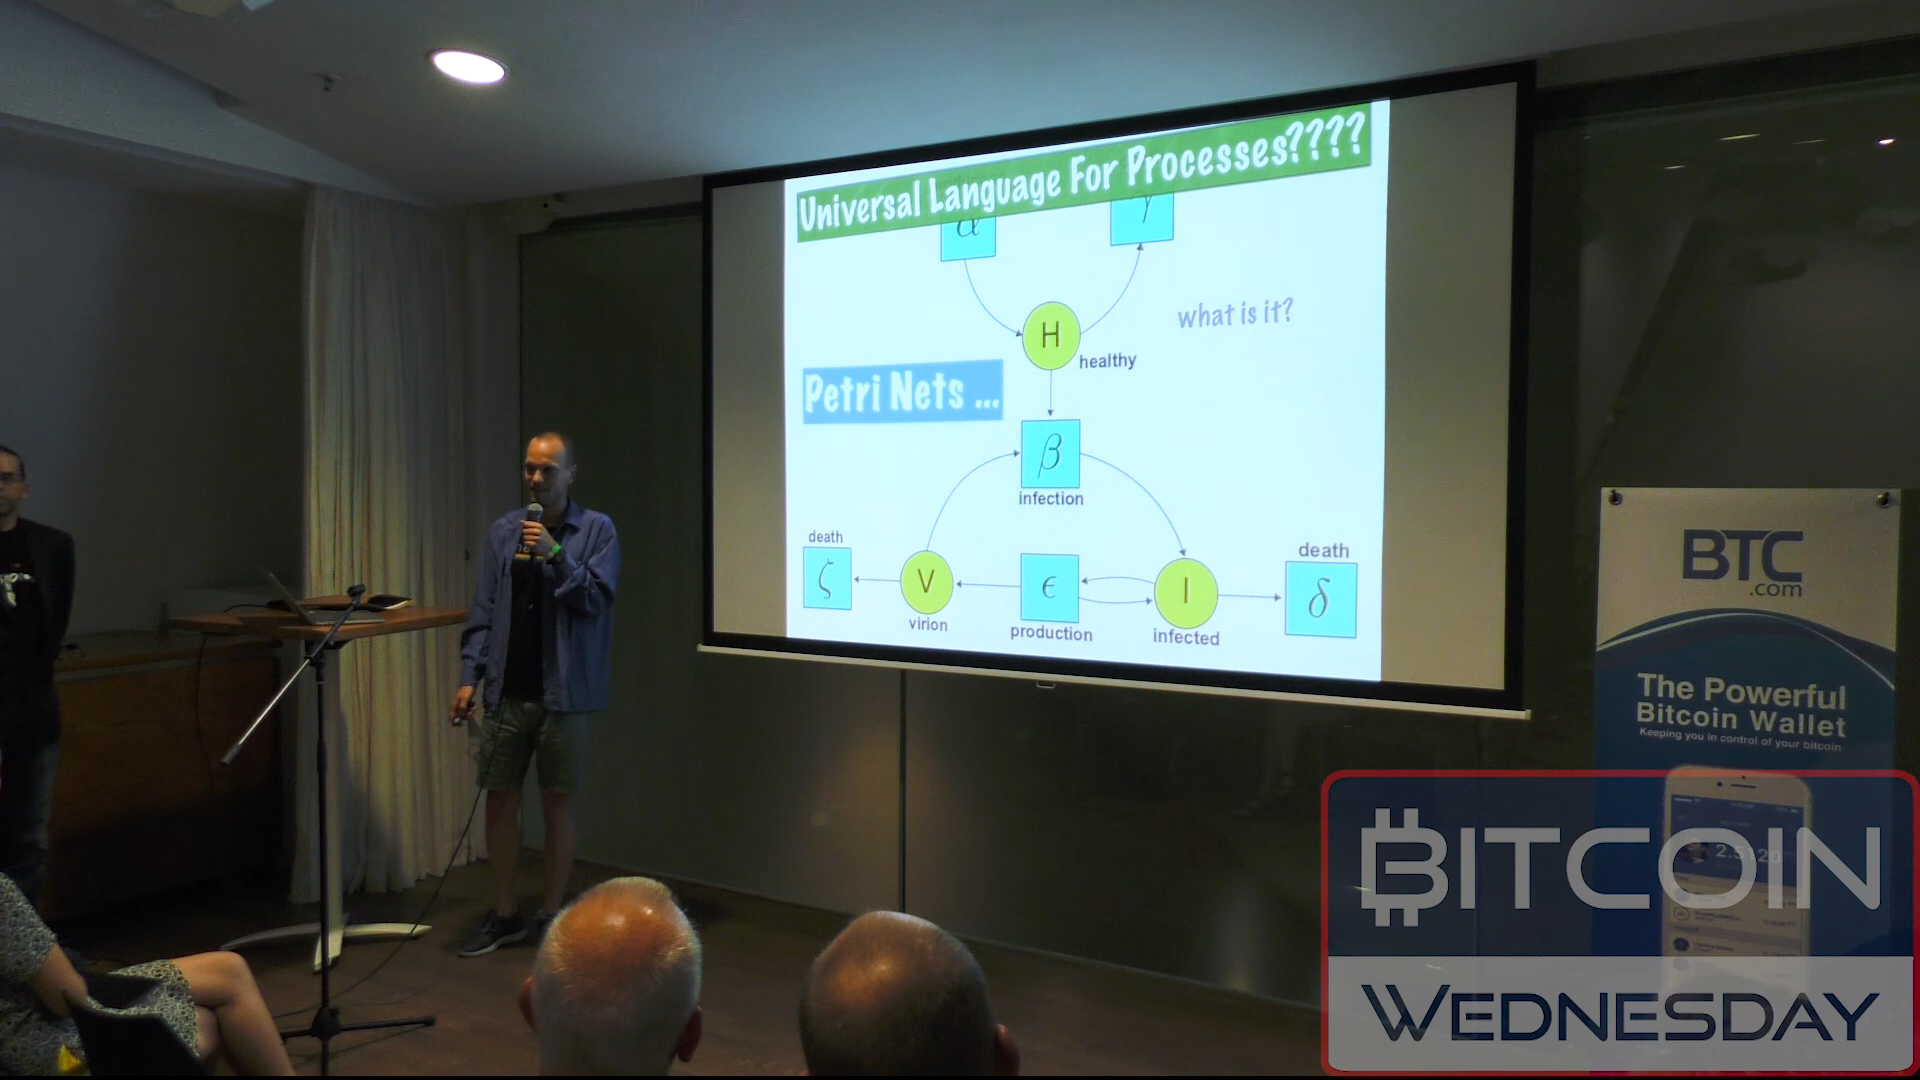 Universal Language For Processes????
α
γ
what is it?
H
healthy
Petri Nets ...
β
infection
death
ζ
V
virion
ϵ
production
I
infected
death
δ
BTC
.com
The Powerful
Bitcoin Wallet
Keeping you in control of your bitcoin
BITCOIN
WEDNESDAY